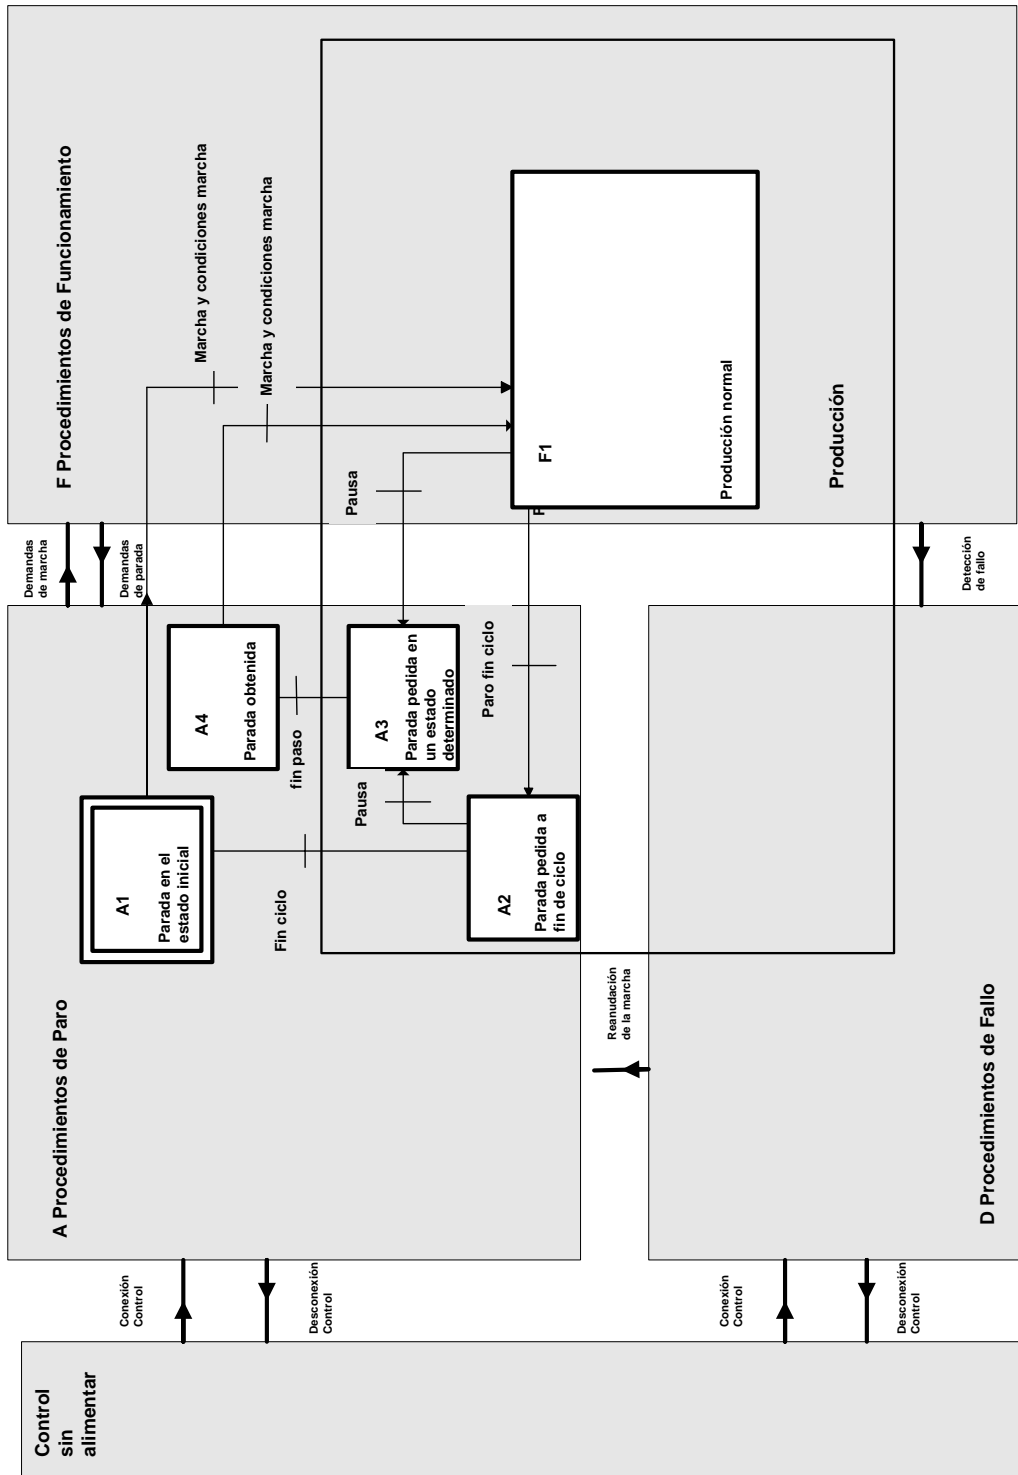 Control
sin
alimentar
Conexión
Control
Desconexión
Control
Conexión
Control
Desconexión
Control
A Procedimientos de Paro
A1
Parada en el
estado inicial
A4
Parada obtenida
fin paso
Fin ciclo
A3
Parada pedida en
un estado
determinado
Pausa
A2
Parada pedida a
fin de ciclo
Paro fin ciclo
Pausa
Demandas
de marcha
Demandas
de parada
F Procedimientos de Funcionamiento
Marcha y condiciones marcha
Marcha y condiciones marcha
F1
Producción normal
Producción
Reanudación
de la marcha
Detección
de fallo
D Procedimientos de Fallo